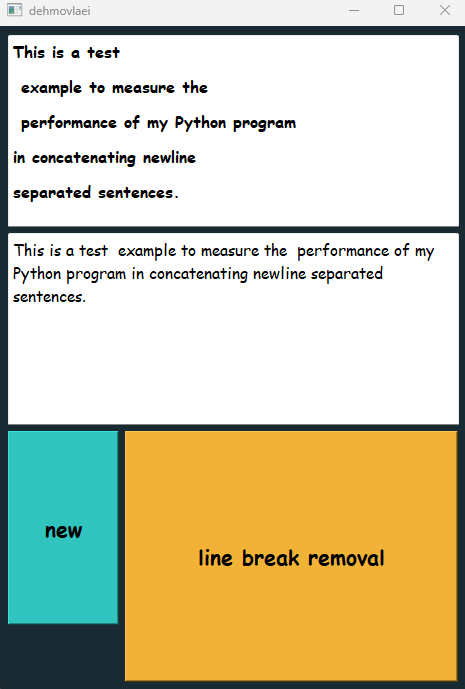 dehmovlaei
This is a test
example to measure the
performance of my Python program
in concatenating newline
separated sentences.
This is a test  example to measure the  performance of my
Python program in concatenating newline separated
sentences.
new
line break removal